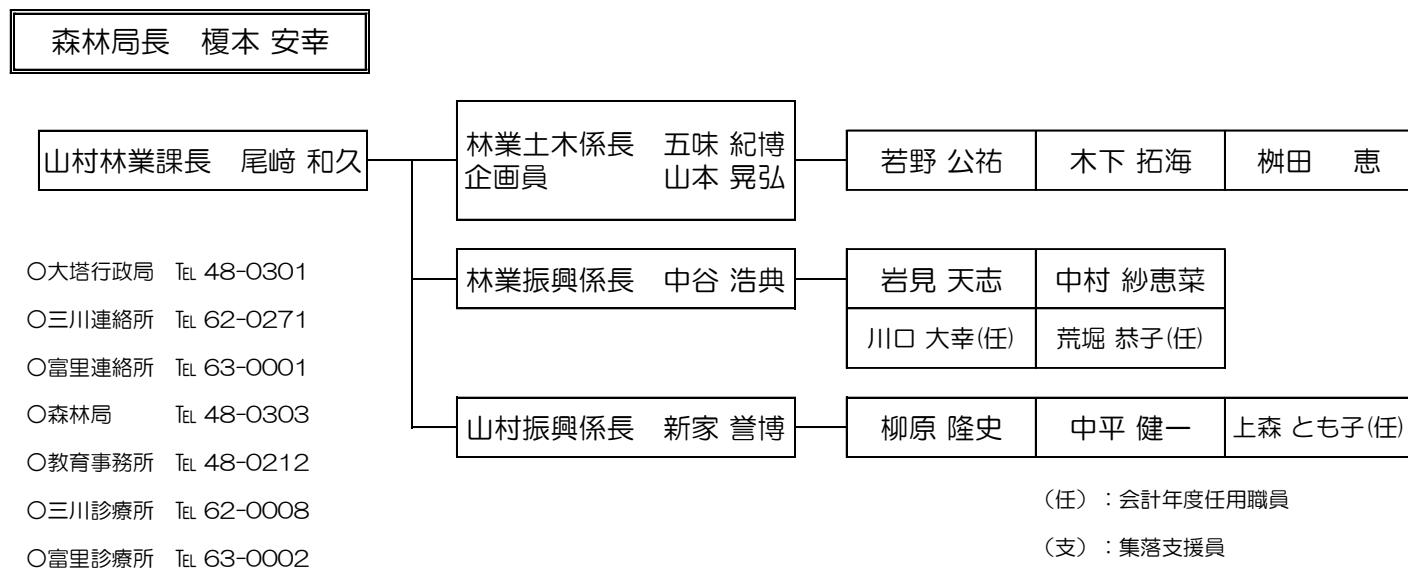 森林局長　榎本 安幸
山村林業課長　尾﨑 和久
林業土木係長　五味 紀博
企画員　山本 晃弘
若野 公祐　木下 拓海　桝田　恵
林業振興係長　中谷 浩典
岩見 天志　中村 紗恵菜
川口 大幸(任)　荒堀 恭子(任)
山村振興係長　新家 誉博
柳原 隆史　中平 健一　上森 とも子(任)
○大塔行政局　℡ 48-0301
○三川連絡所　℡ 62-0271
○富里連絡所　℡ 63-0001
○森林局　℡ 48-0303
○教育事務所　℡ 48-0212
○三川診療所　℡ 62-0008
○富里診療所　℡ 63-0002
（任）：会計年度任用職員
（支）：集落支援員